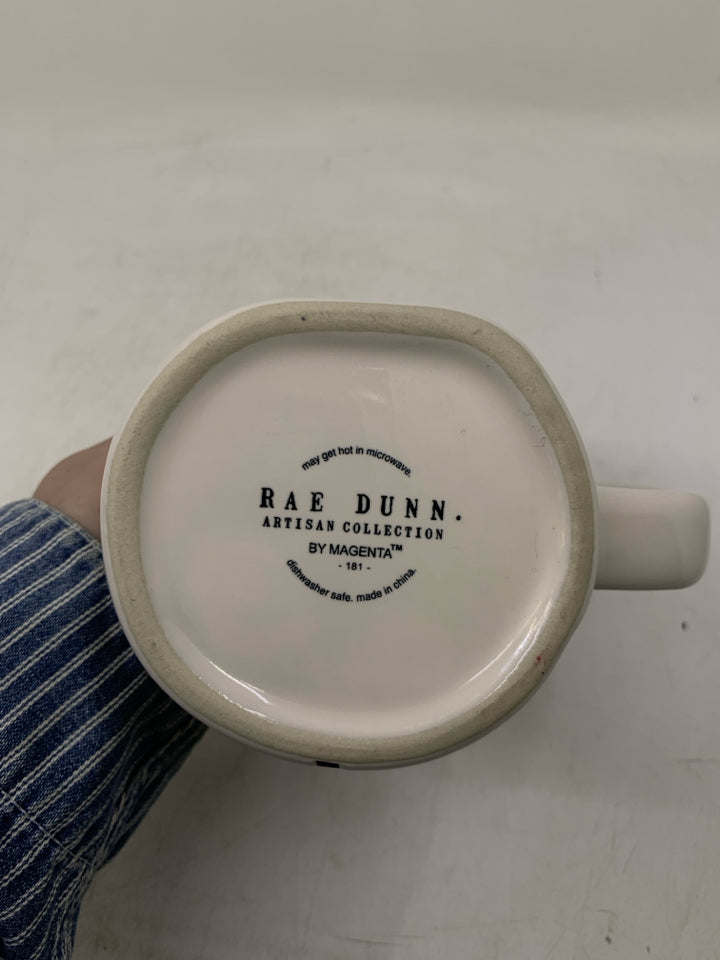 may get hot in microwave.
RAE DUNN.
ARTISAN COLLECTION
BY MAGENTA™
- 181 -
dishwasher safe. made in china.